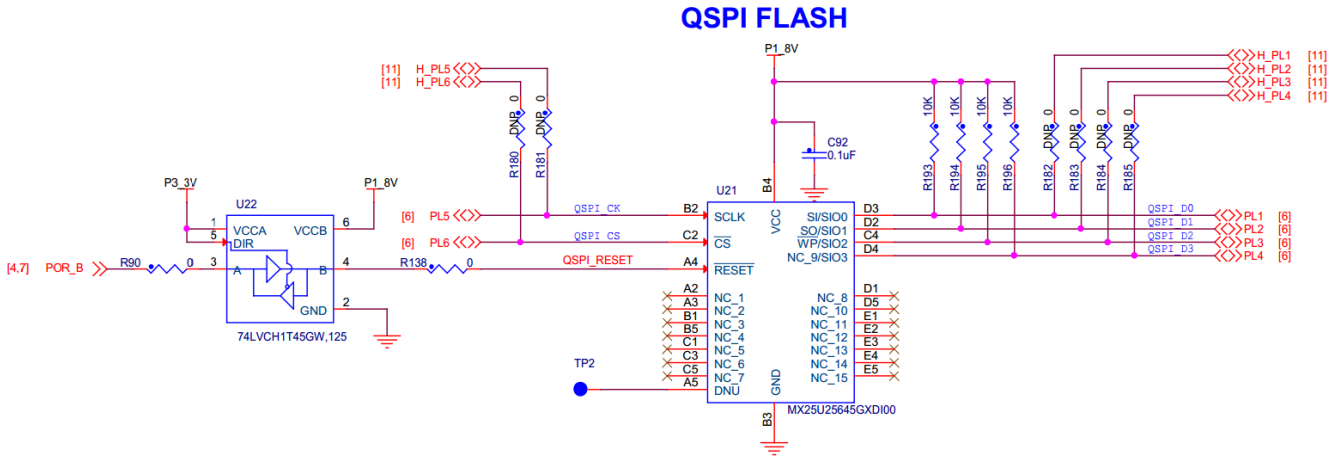 QSPI FLASH
P1_8V
[11] H_PL5
[11] H_PL6
H_PL1 [11]
H_PL2 [11]
H_PL3 [11]
H_PL4 [11]
DNP 0
DNP 0
R180
R181
10K
10K
10K
10K
R193
R194
R195
R196
DNP 0
DNP 0
DNP 0
DNP 0
R182
R183
R184
R185
C92
0.1uF
P3_3V
P1_8V
U22
1 VCCA
5 DIR
3 A
VCCB 6
B 4
GND 2
74LVCH1T45GW,125
[4,7] POR_B
R90 0
R138 0
QSPI_RESET
[6] PL5
QSPI_CK
[6] PL6
QSPI_CS
U21
B4
VCC
B2 SCLK
C2 CS
A4 RESET
A2 NC_1
A3 NC_2
B1 NC_3
B5 NC_4
C1 NC_5
C3 NC_6
C5 NC_7
A5 DNU
TP2
SI/SIO0 D3 QSPI_D0 PL1 [6]
SO/SIO1 D2 QSPI_D1 PL2 [6]
WP/SIO2 C4 QSPI_D2 PL3 [6]
NC_9/SIO3 D4 QSPI_D3 PL4 [6]
NC_8 D1
NC_10 D5
NC_11 E1
NC_12 E2
NC_13 E3
NC_14 E4
NC_15 E5
GND
B3
MX25U25645GXDI00